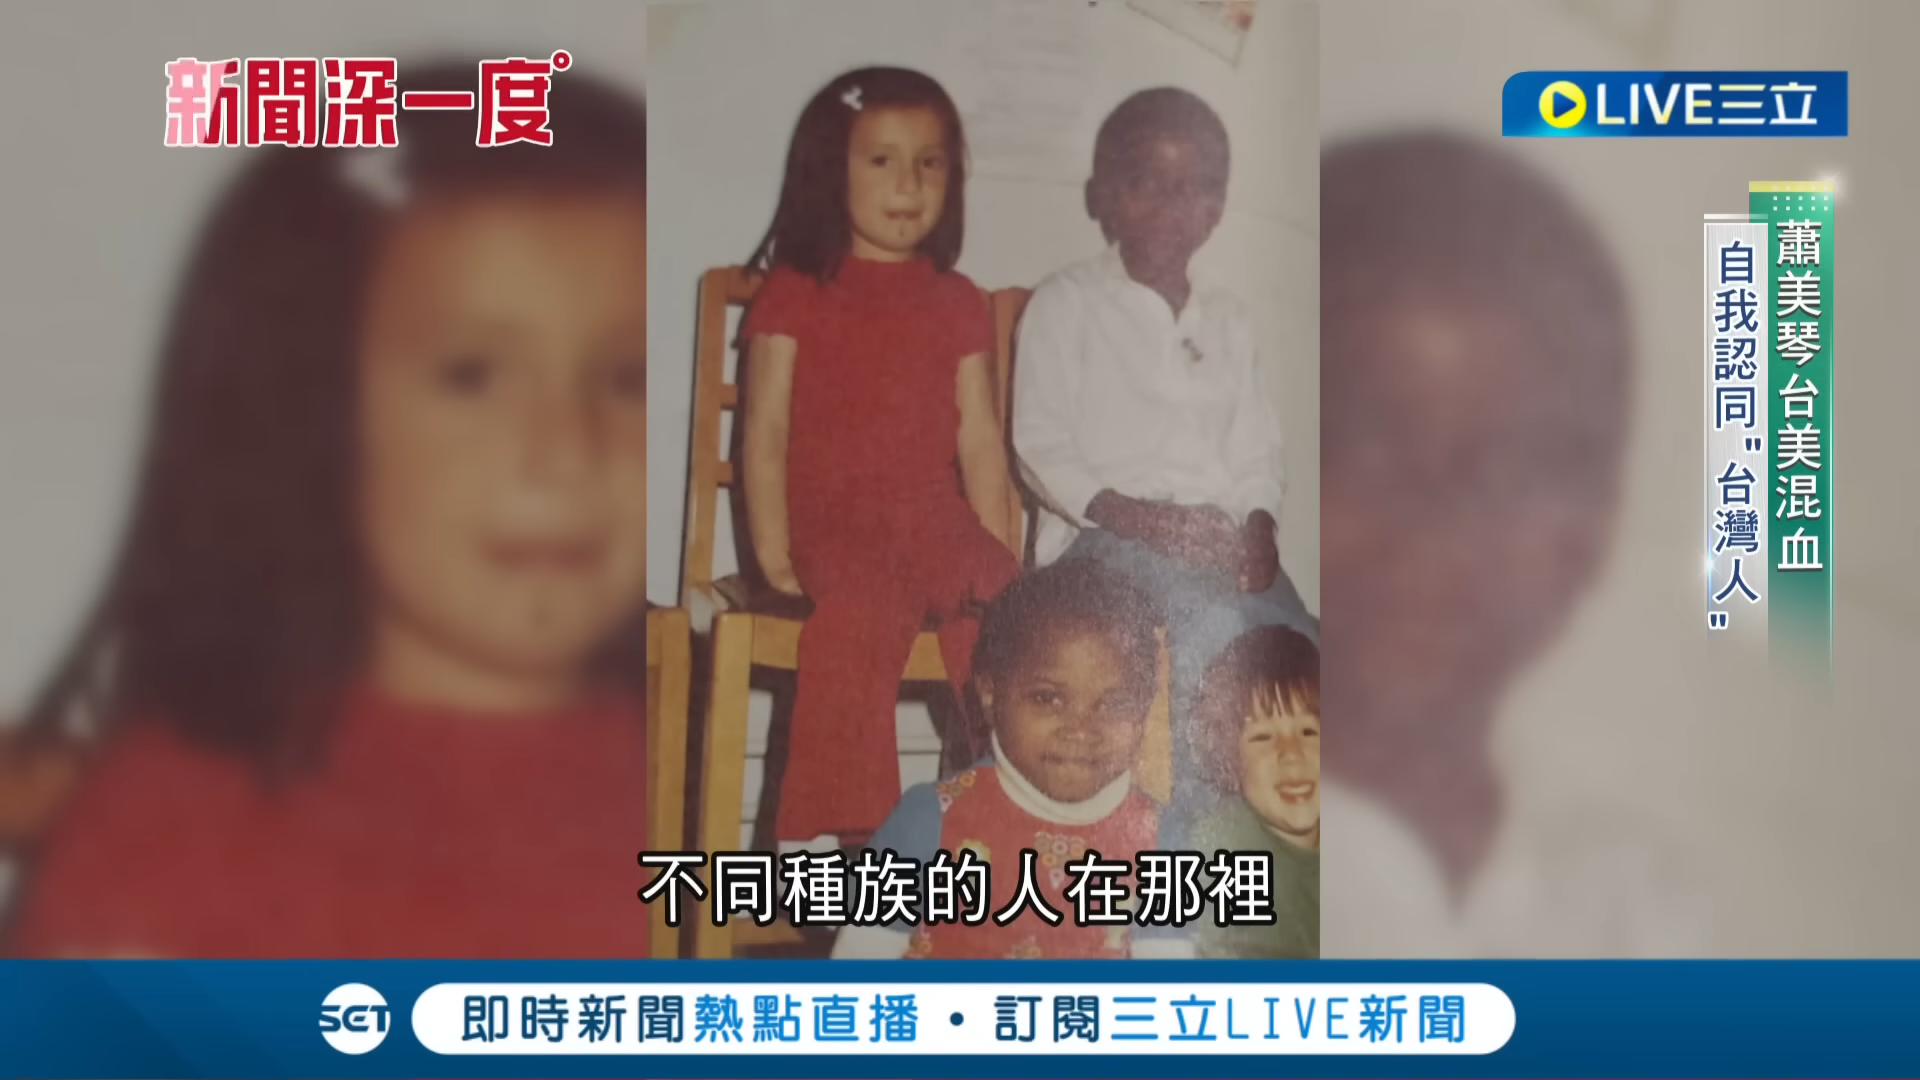 新聞深一度°
LIVE三立
蕭美琴台美混血
自我認同"台灣人"
不同種族的人在那裡
SET
即時新聞熱點直播・訂閱三立LIVE新聞